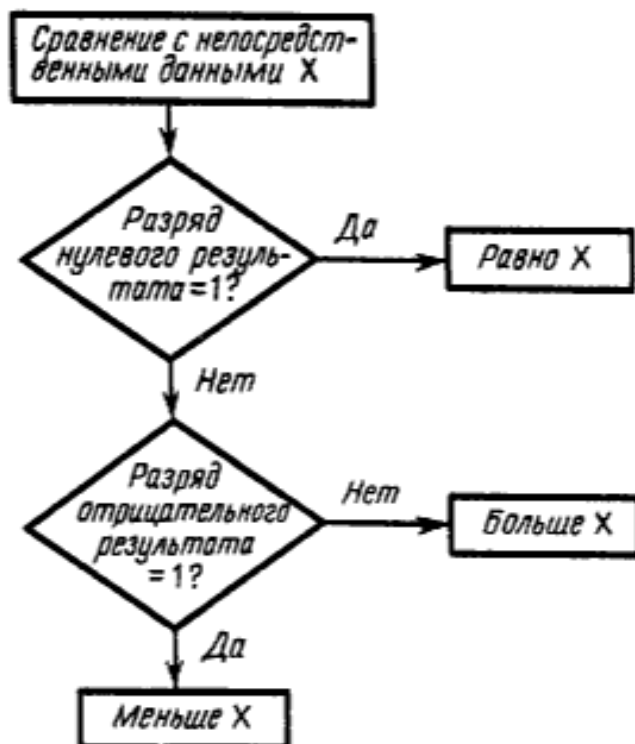 Сравнение с непосредст-
венными данными X
Разряд
нулевого резуль-
тата=1?
Да
Равно X
Нет
Разряд
отрицательного
результата
=1?
Нет
Больше X
Да
Меньше X